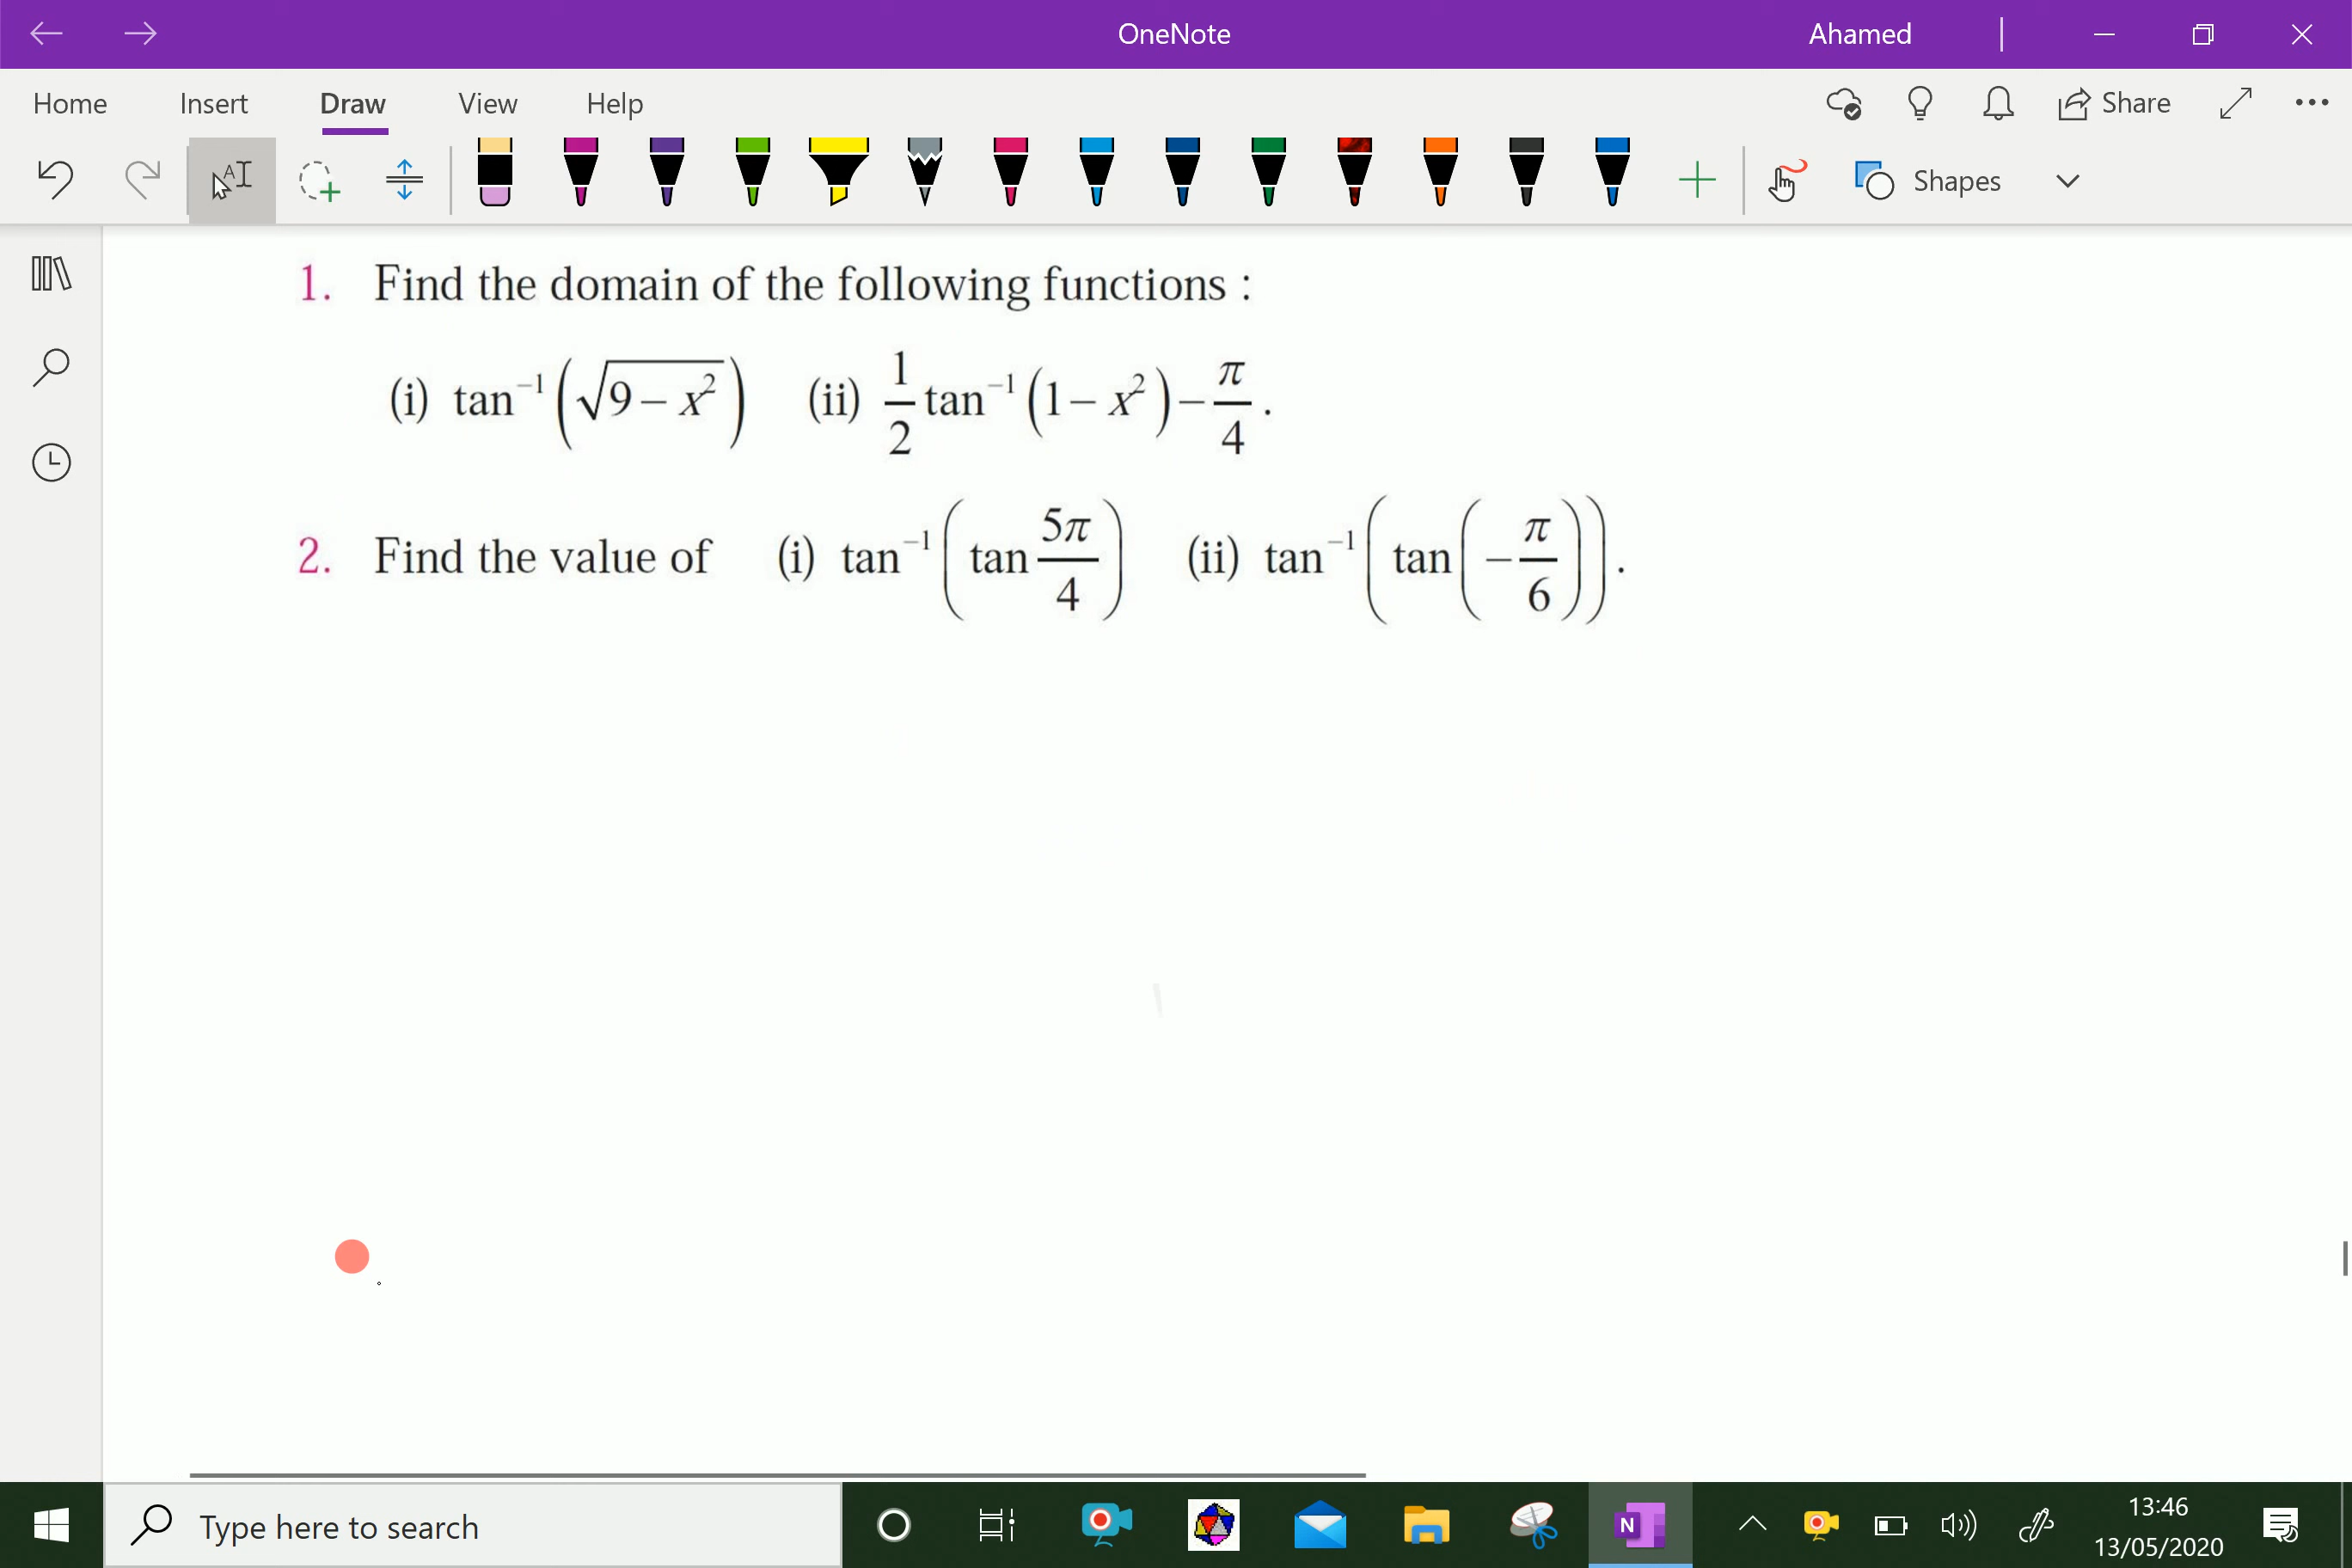 OneNote
Ahamed
Home Insert Draw View Help
Share
Shapes
1. Find the domain of the following functions :
(i) tan⁻¹(√(9 − x²)) (ii) 1/2 tan⁻¹(1 − x²) − π/4 .
2. Find the value of (i) tan⁻¹(tan 5π/4) (ii) tan⁻¹(tan(−π/6)).
Type here to search
13:46
13/05/2020